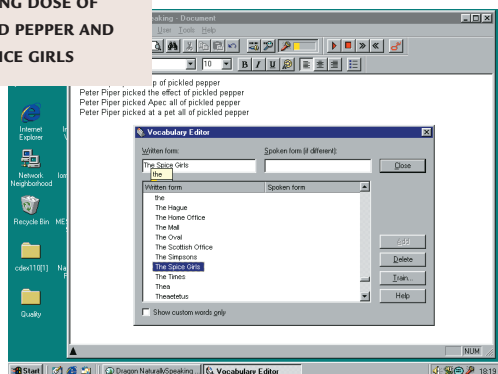 NG DOSE OF
D PEPPER AND
ICE GIRLS
eaking - Document
User Tools Help
10
B I U
p of pickled pepper
Peter Piper picked the effect of pickled pepper
Peter Piper picked Apec all of pickled pepper
Peter Piper picked at a pet all of pickled pepper
Internet
Explorer
Network
Neighborhood
Recycle Bin
cdex110[1]
Quality
Vocabulary Editor
Written form:
Spoken form (if different):
The Spice Girls
the
Close
Written form
Spoken form
the
The Hague
The Home Office
The Mall
The Oval
The Scottish Office
The Simpsons
The Spice Girls
The Times
Thea
Theaetetus
Add
Delete
Train...
Help
Show custom words only
NUM
Start
Dragon NaturallySpeaking...
Vocabulary Editor
18:19